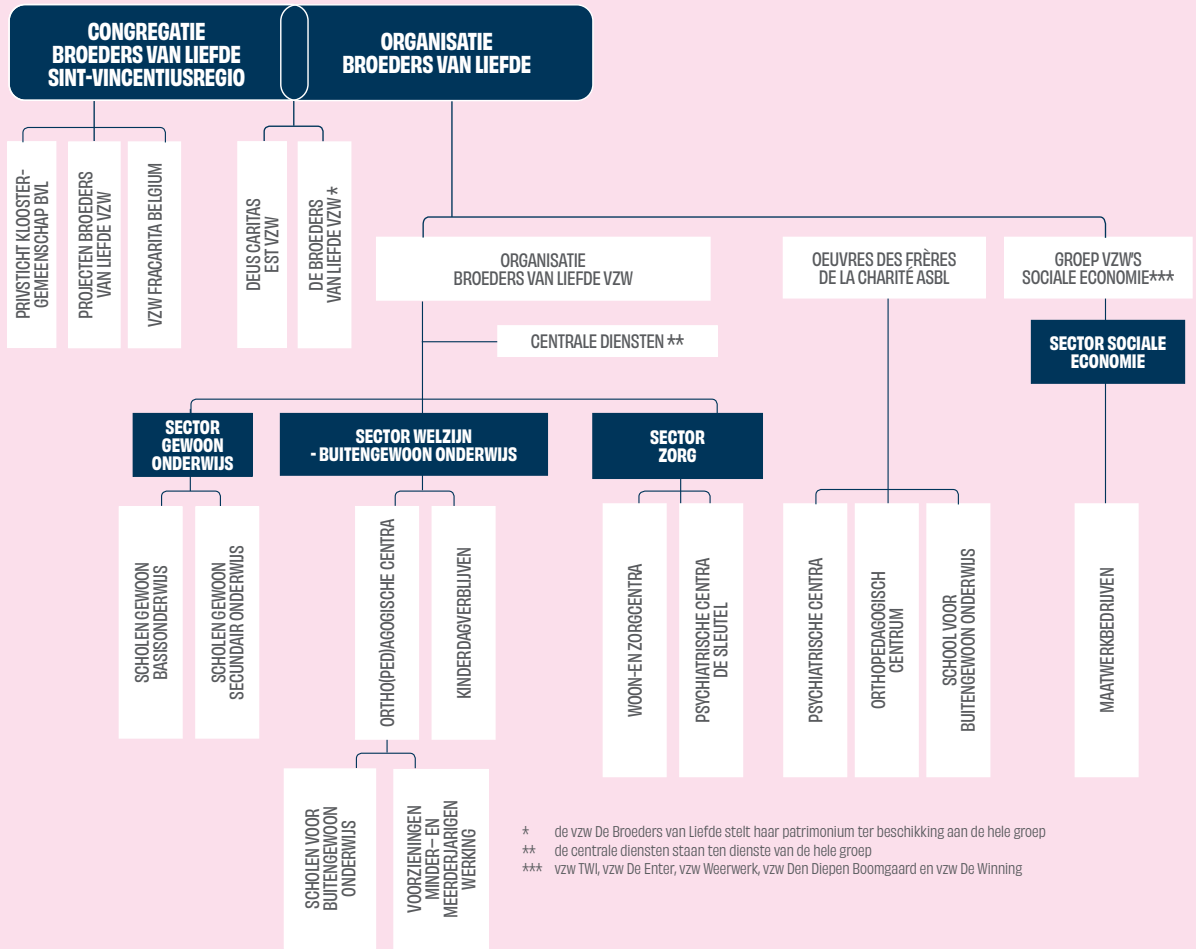 CONGREGATIE
BROEDERS VAN LIEFDE
SINT-VINCENTIUSREGIO
ORGANISATIE
BROEDERS VAN LIEFDE
PRIVSTICHT KLOOSTER-
GEMEENSCHAP BVL
PROJECTEN BROEDERS
VAN LIEFDE VZW
VZW FRACARITA BELGIUM
DEUS CARITAS
EST VZW
DE BROEDERS
VAN LIEFDE VZW *
ORGANISATIE
BROEDERS VAN LIEFDE VZW
OEUVRES DES FRÈRES
DE LA CHARITÉ ASBL
GROEP VZW'S
SOCIALE ECONOMIE***
CENTRALE DIENSTEN **
SECTOR SOCIALE
ECONOMIE
SECTOR
GEWOON
ONDERWIJS
SECTOR WELZIJN
- BUITENGEWOON ONDERWIJS
SECTOR
ZORG
SCHOLEN GEWOON
BASISONDERWIJS
SCHOLEN GEWOON
SECUNDAIR ONDERWIJS
ORTHO(PED)AGOGISCHE CENTRA
KINDERDAGVERBLIJVEN
WOON-EN ZORGCENTRA
PSYCHIATRISCHE CENTRA
DE SLEUTEL
PSYCHIATRISCHE CENTRA
ORTHOPEDAGOGISCH
CENTRUM
SCHOOL VOOR
BUITENGEWOON ONDERWIJS
MAATWERKBEDRIJVEN
SCHOLEN VOOR
BUITENGEWOON
ONDERWIJS
VOORZIENINGEN
MINDER- EN
MEERDERJARIGEN
WERKING
* de vzw De Broeders van Liefde stelt haar patrimonium ter beschikking aan de hele groep
** de centrale diensten staan ten dienste van de hele groep
*** vzw TWI, vzw De Enter, vzw Weerwerk, vzw Den Diepen Boomgaard en vzw De Winning